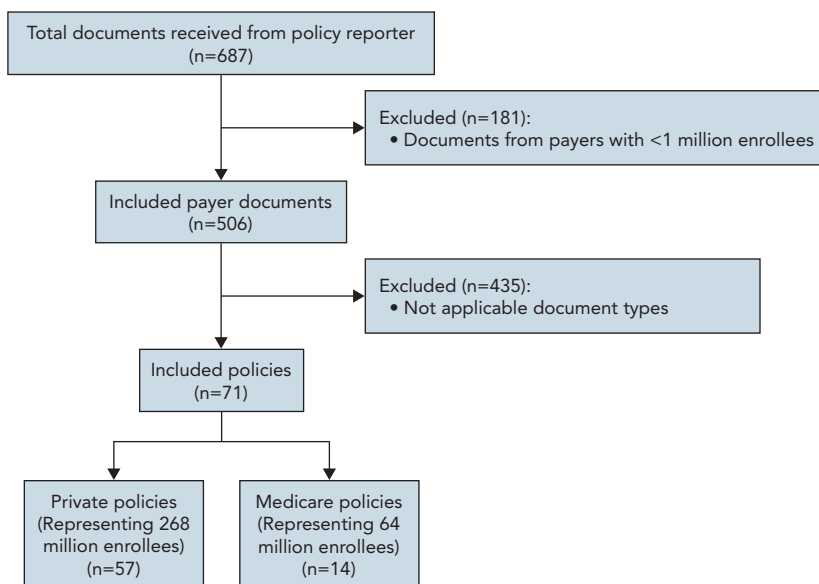 Total documents received from policy reporter
(n=687)
Excluded (n=181):
• Documents from payers with <1 million enrollees
Included payer documents
(n=506)
Excluded (n=435):
• Not applicable document types
Included policies
(n=71)
Private policies
(Representing 268
million enrollees)
(n=57)
Medicare policies
(Representing 64
million enrollees)
(n=14)